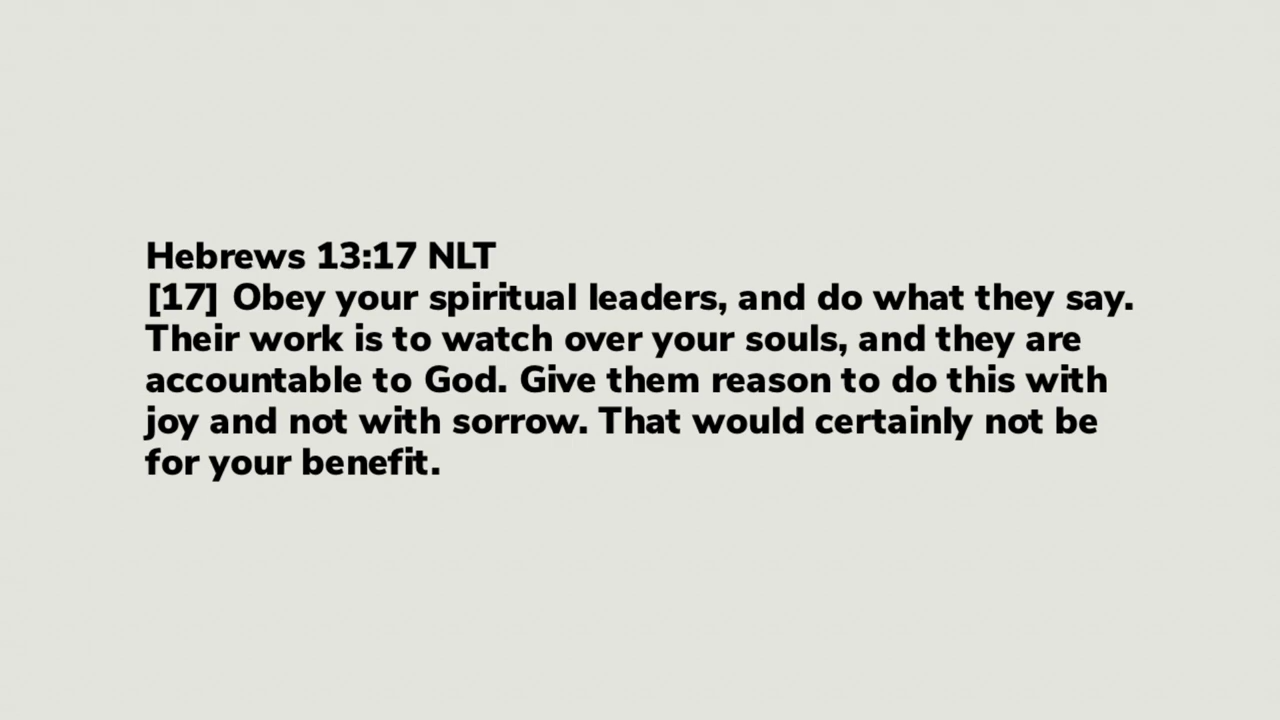 Hebrews 13:17 NLT
[17] Obey your spiritual leaders, and do what they say.
Their work is to watch over your souls, and they are
accountable to God. Give them reason to do this with
joy and not with sorrow. That would certainly not be
for your benefit.